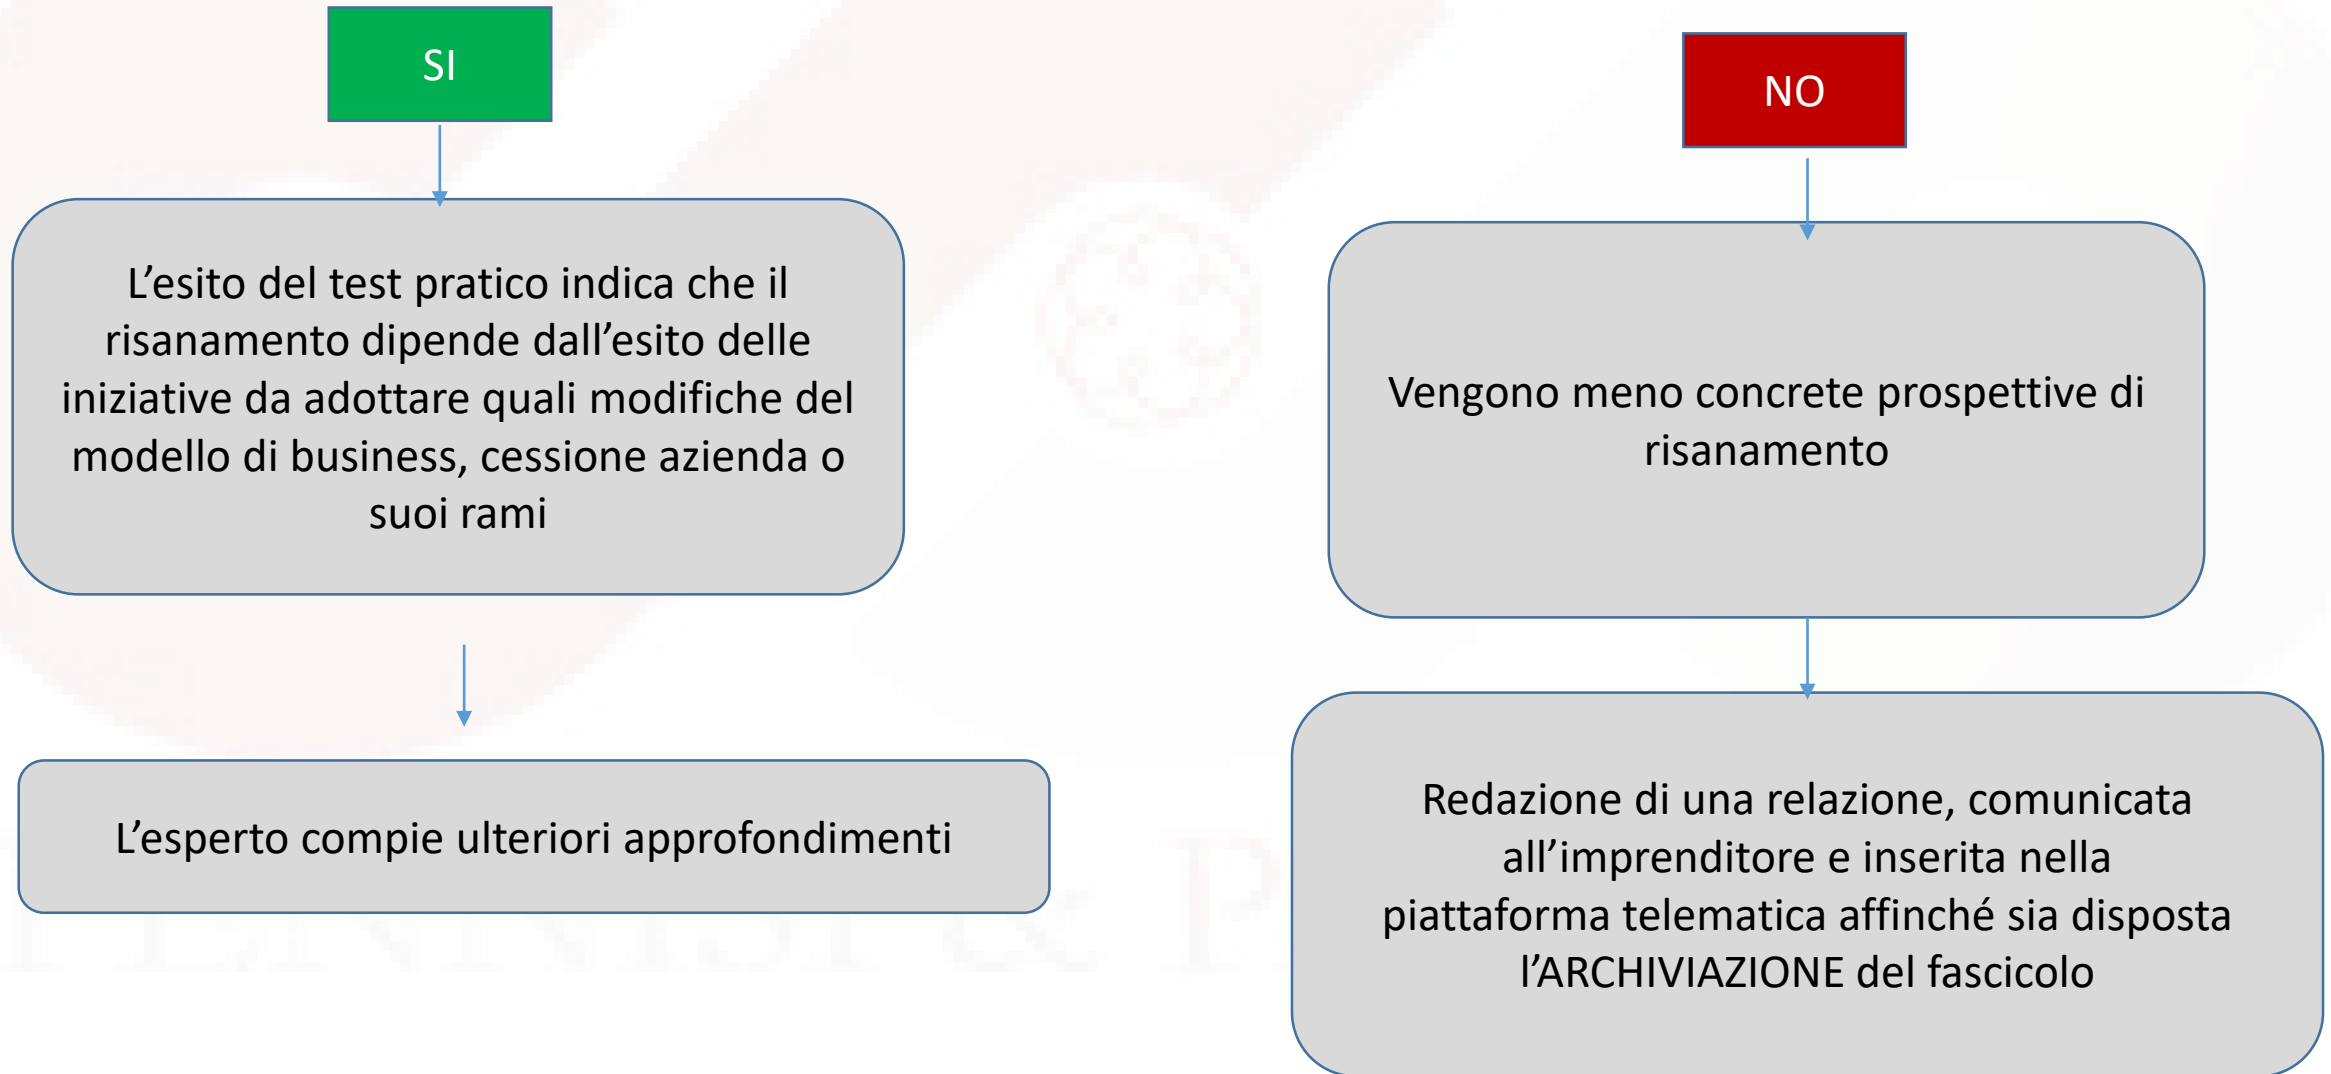 SI
L’esito del test pratico indica che il
risanamento dipende dall’esito delle
iniziative da adottare quali modifiche del
modello di business, cessione azienda o
suoi rami
L’esperto compie ulteriori approfondimenti
NO
Vengono meno concrete prospettive di
risanamento
Redazione di una relazione, comunicata
all’imprenditore e inserita nella
piattaforma telematica affinché sia disposta
l’ARCHIVIAZIONE del fascicolo